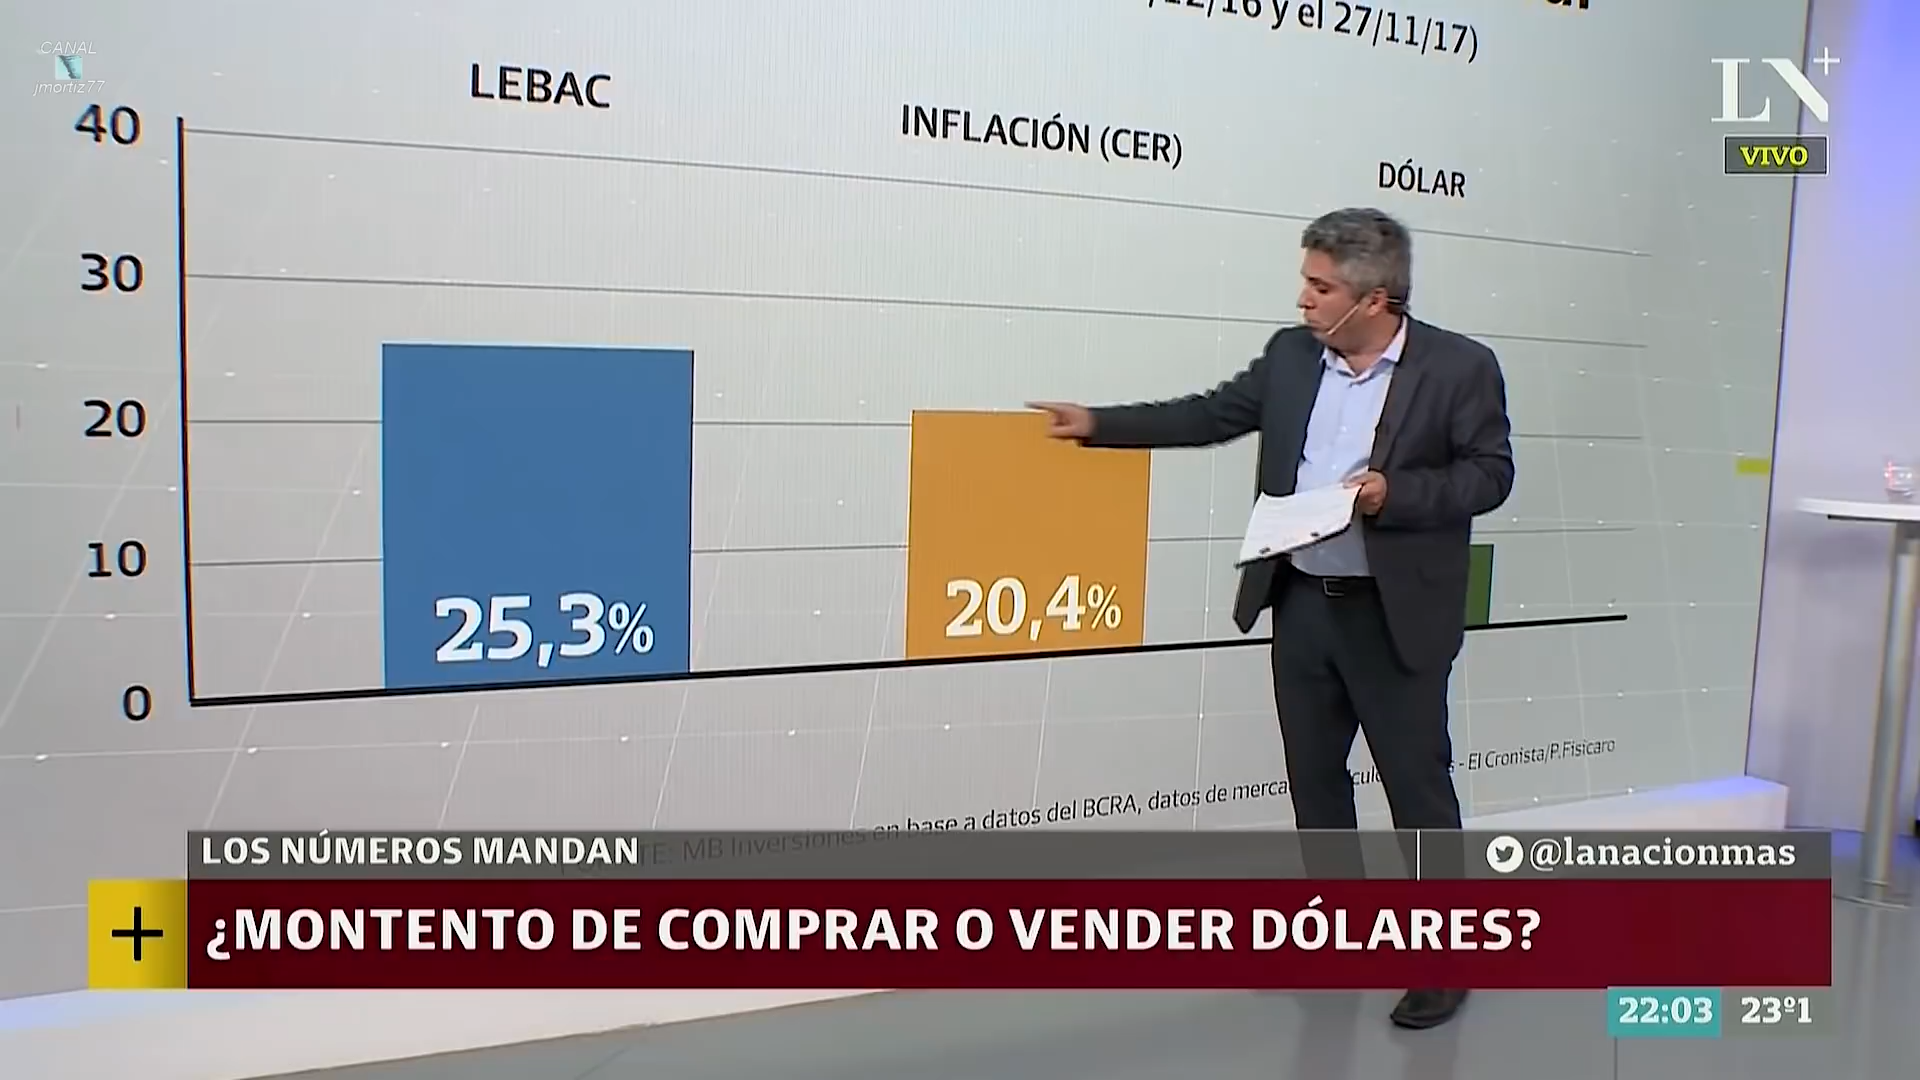 /12/16 y el 27/11/17)
CANAL
jmortiz77
LN+
VIVO
LEBAC
INFLACIÓN (CER)
DÓLAR
40
30
20
10
0
25,3%
20,4%
MB Inversiones en base a datos del BCRA, datos de merca
- El Cronista/P.Fisicaro
LOS NÚMEROS MANDAN
@lanacionmas
+
¿MONTENTO DE COMPRAR O VENDER DÓLARES?
22:03 23º1